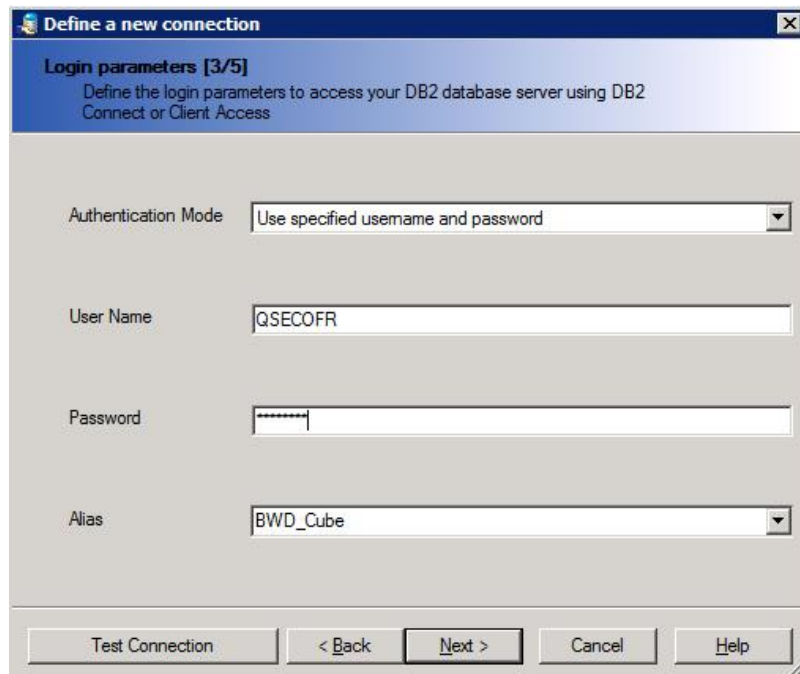 Define a new connection
Login parameters [3/5]
Define the login parameters to access your DB2 database server using DB2
Connect or Client Access
Authentication Mode
Use specified username and password
User Name
QSECOFR
Password
********
Alias
BWD_Cube
Test Connection
< Back
Next >
Cancel
Help